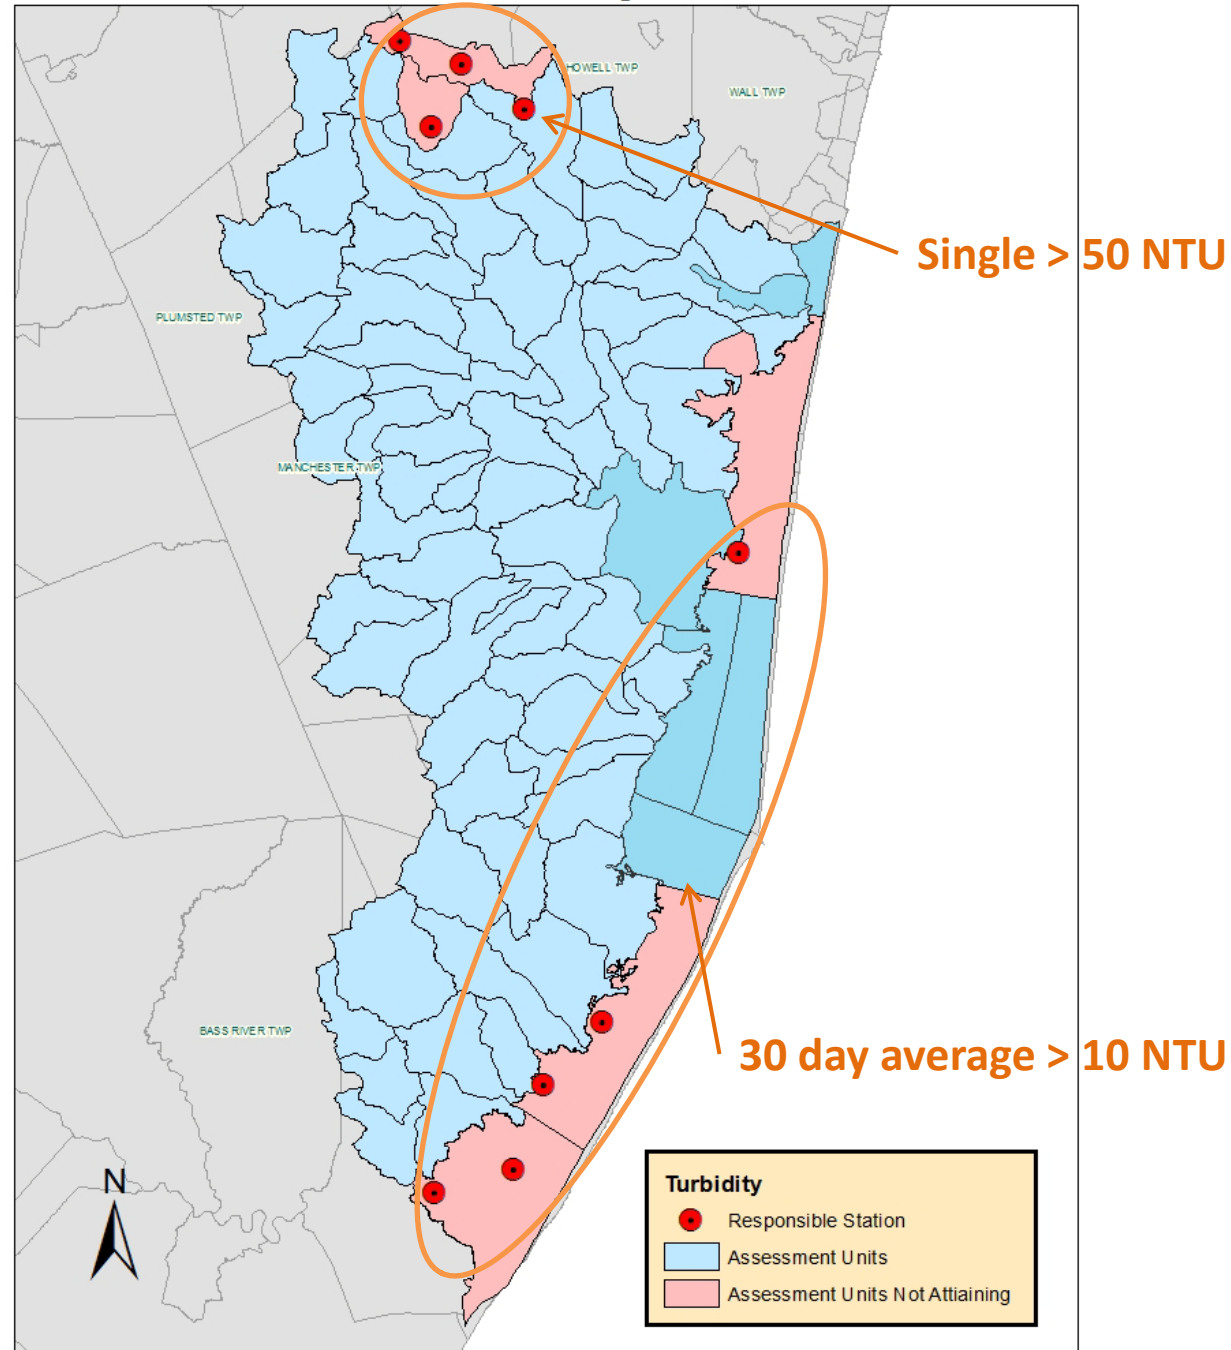 HOWELL TWP
WALL TWP
Single > 50 NTU
PLUMSTED TWP
MANCHESTER TWP
BASS RIVER TWP
30 day average > 10 NTU
N
Turbidity
Responsible Station
Assessment Units
Assessment Units Not Attiaining